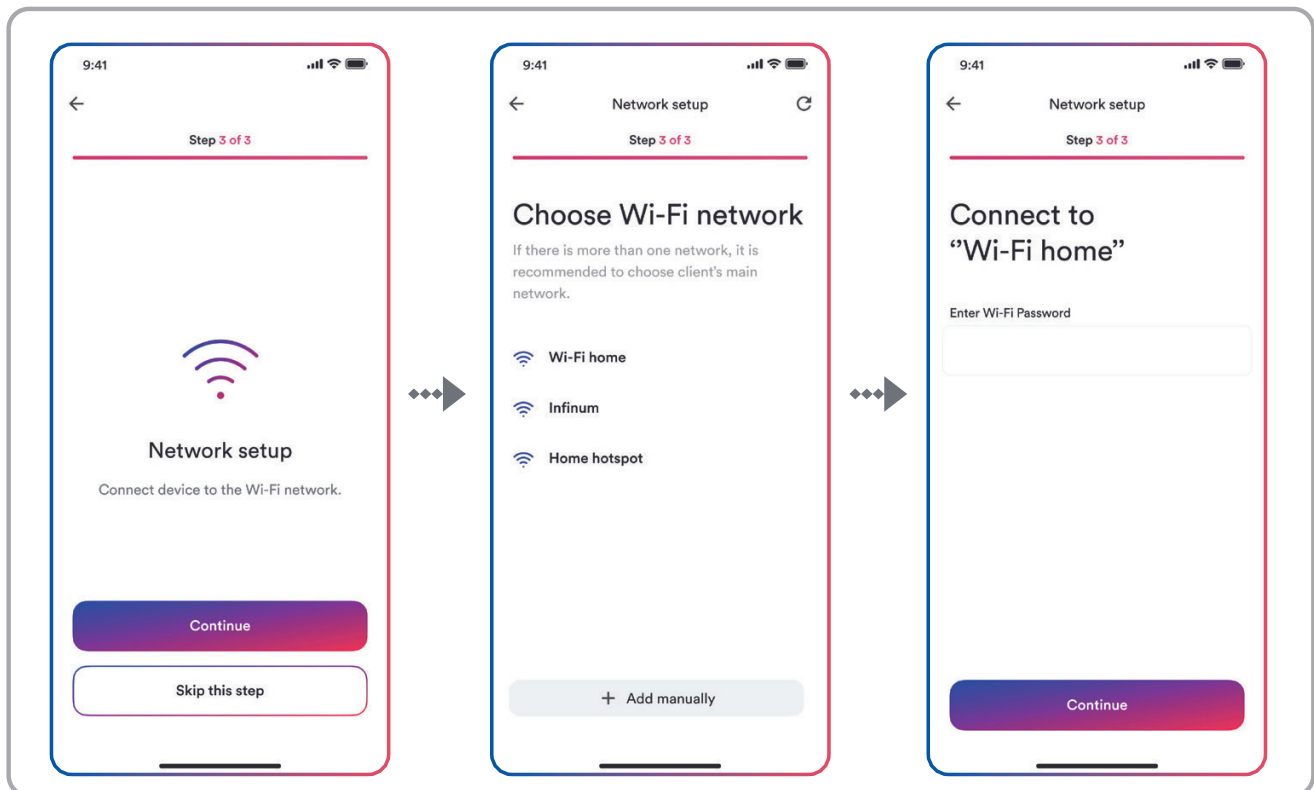 9:41
Step 3 of 3
Network setup
Connect device to the Wi-Fi network.
Continue
Skip this step
9:41
Network setup
Step 3 of 3
Choose Wi-Fi network
If there is more than one network, it is
recommended to choose client's main
network.
Wi-Fi home
Infinum
Home hotspot
+ Add manually
9:41
Network setup
Step 3 of 3
Connect to
‘’Wi-Fi home’’
Enter Wi-Fi Password
Continue